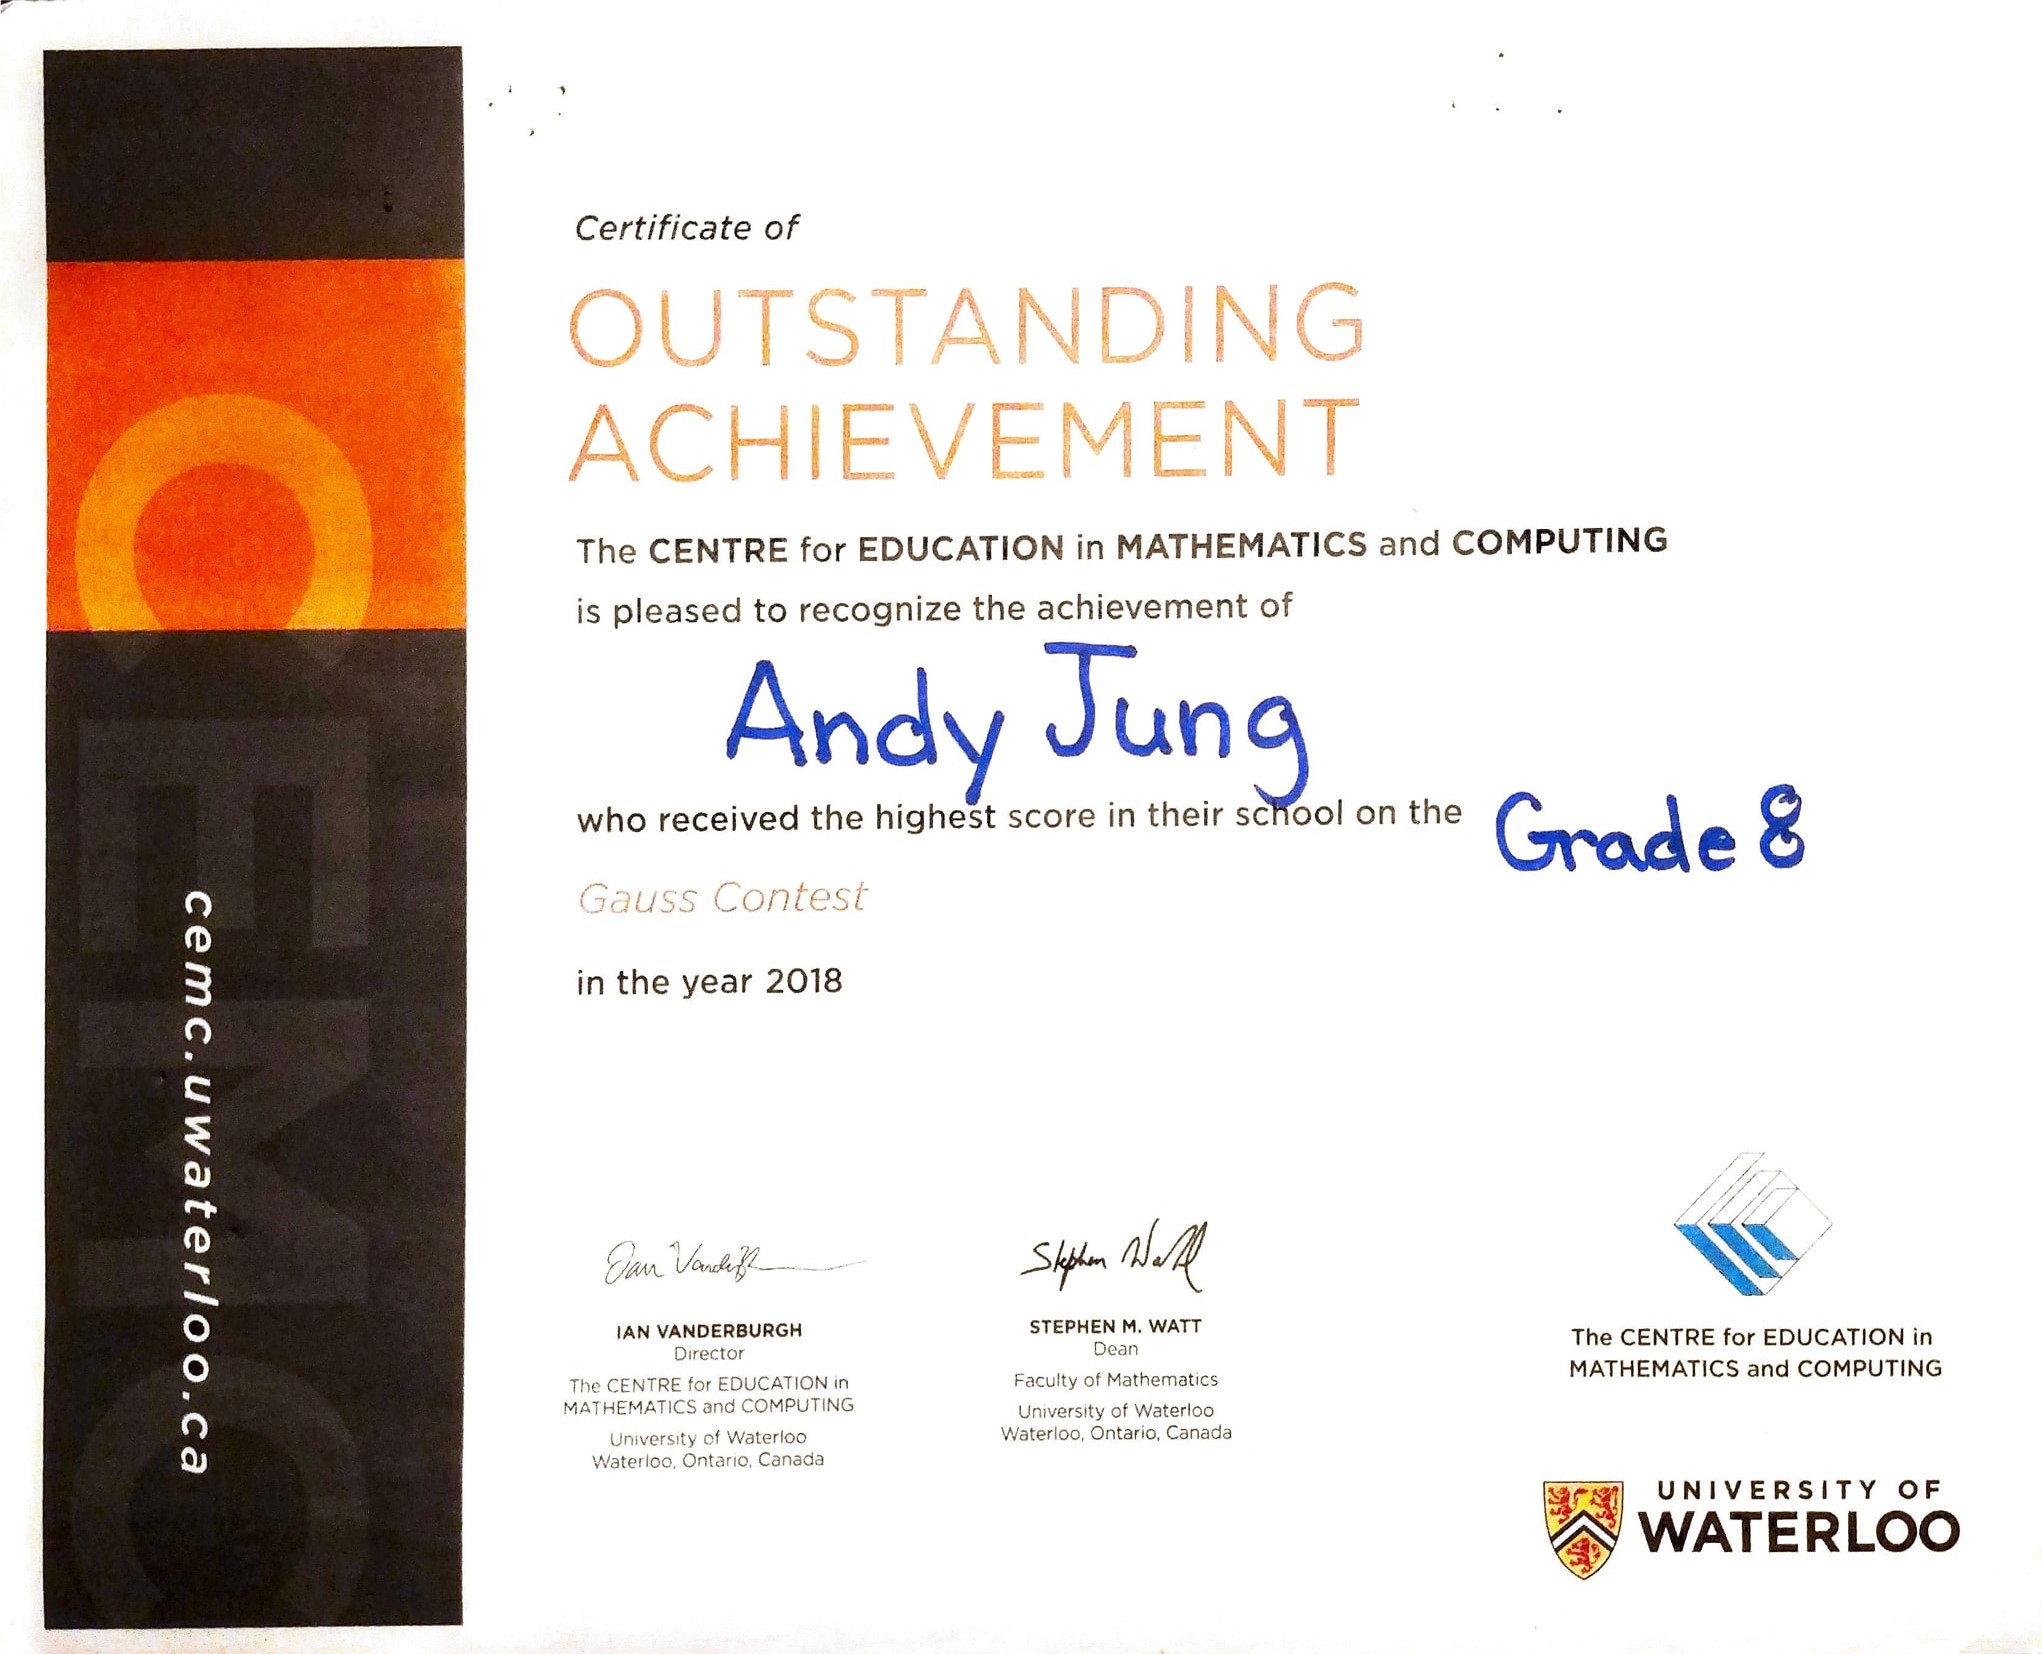 Certificate of
OUTSTANDING
ACHIEVEMENT
The CENTRE for EDUCATION in MATHEMATICS and COMPUTING
is pleased to recognize the achievement of
Andy Jung
who received the highest score in their school on the Grade 8
Gauss Contest
in the year 2018
cemc.uwaterloo.ca
CEMC
Ian Vanderburgh
IAN VANDERBURGH
Director
The CENTRE for EDUCATION in
MATHEMATICS and COMPUTING
University of Waterloo
Waterloo, Ontario, Canada
Stephen Watt
STEPHEN M. WATT
Dean
Faculty of Mathematics
University of Waterloo
Waterloo, Ontario, Canada
The CENTRE for EDUCATION in
MATHEMATICS and COMPUTING
UNIVERSITY OF
WATERLOO